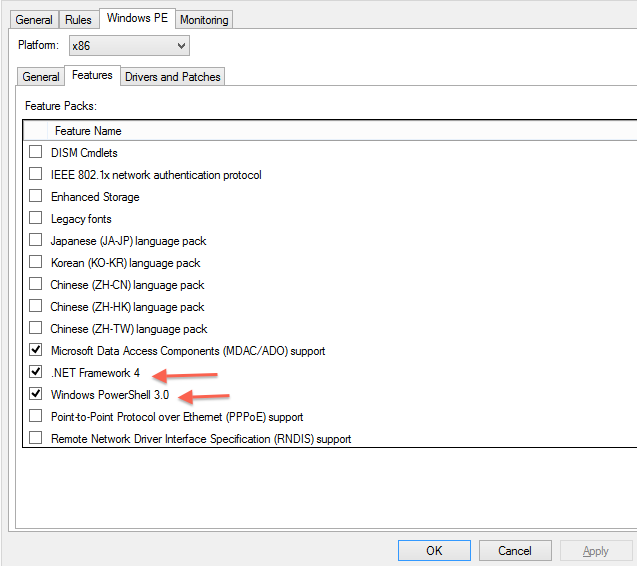 General Rules Windows PE Monitoring
Platform: x86
General Features Drivers and Patches
Feature Packs:
Feature Name
DISM Cmdlets
IEEE 802.1x network authentication protocol
Enhanced Storage
Legacy fonts
Japanese (JA-JP) language pack
Korean (KO-KR) language pack
Chinese (ZH-CN) language pack
Chinese (ZH-HK) language pack
Chinese (ZH-TW) language pack
Microsoft Data Access Components (MDAC/ADO) support
.NET Framework 4
Windows PowerShell 3.0
Point-to-Point Protocol over Ethernet (PPPoE) support
Remote Network Driver Interface Specification (RNDIS) support
OK Cancel Apply